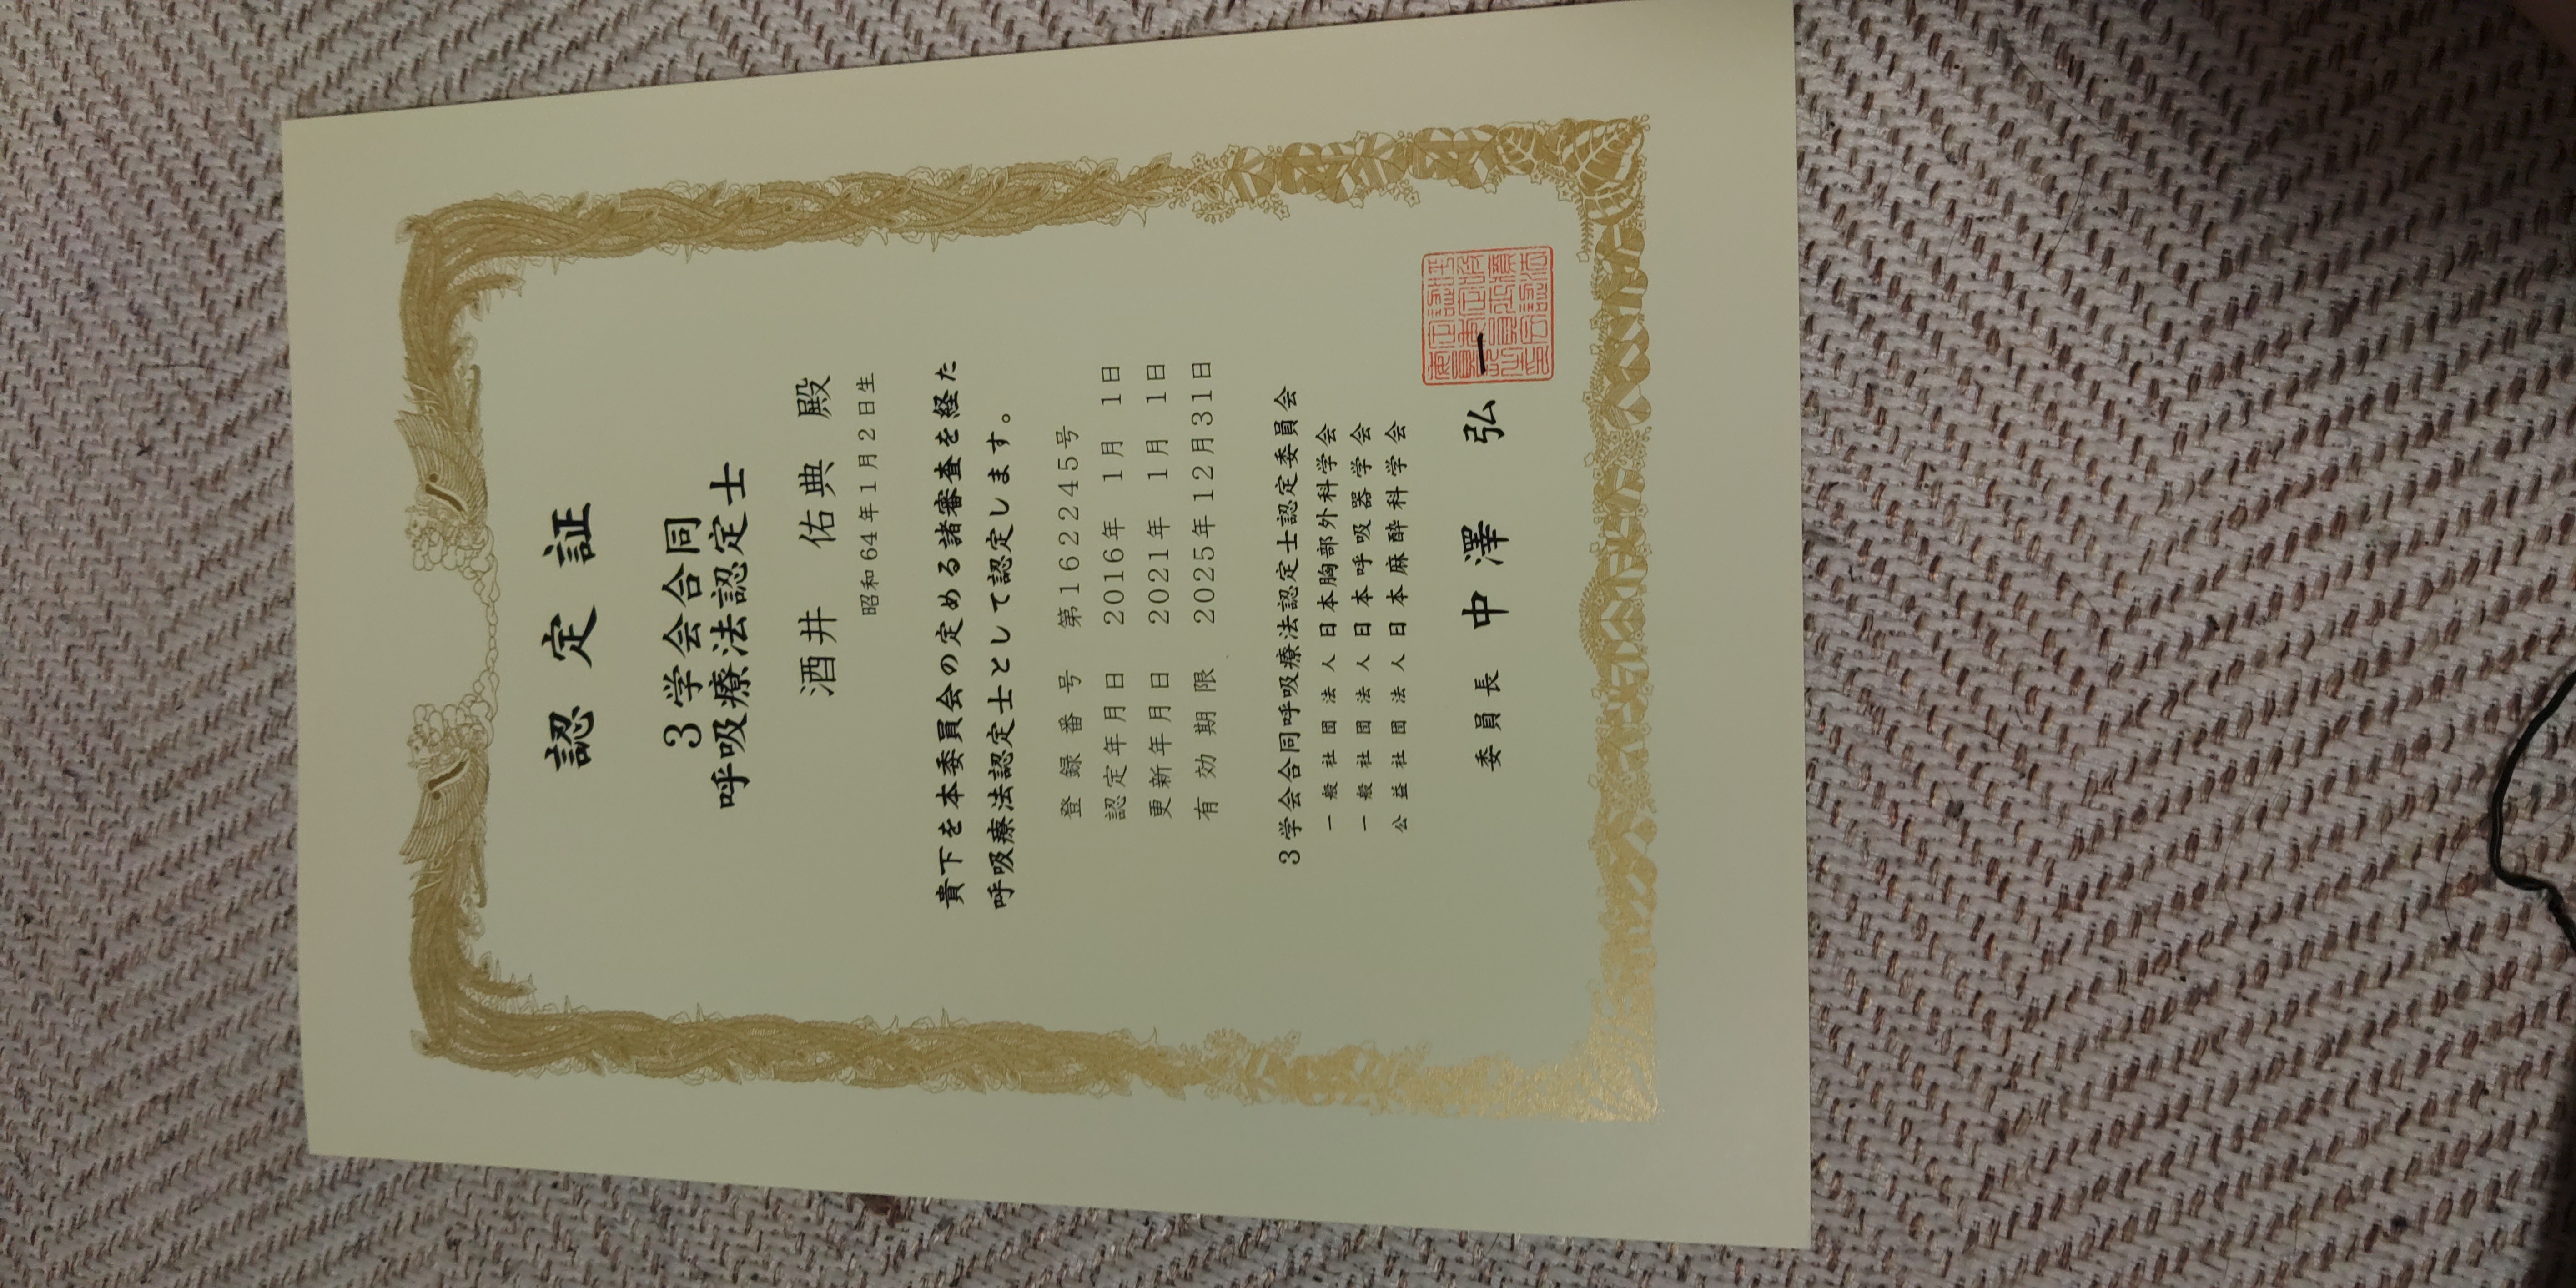 認定証
3学会合同
呼吸療法認定士
酒井 佑典 殿
昭和64年1月2日生
貴下を本委員会の定める諸審査を経た
呼吸療法認定士として認定します。
登録番号 第162245号
認定年月日 2016年 1月 1日
更新年月日 2021年 1月 1日
有効期限 2025年12月31日
3学会合同呼吸療法認定士認定委員会
一般社団法人日本胸部外科学会
一般社団法人日本呼吸器学会
公益社団法人日本麻酔科学会
委員長 中澤 弘一